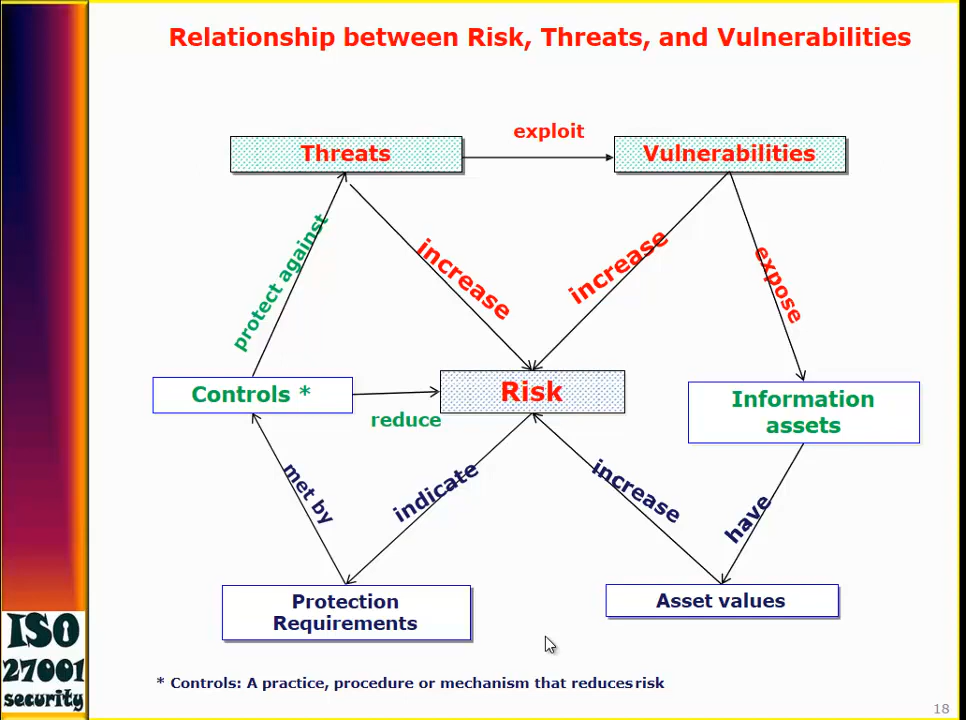 Relationship between Risk, Threats, and Vulnerabilities
exploit
Threats
Vulnerabilities
protect against
increase
increase
expose
Controls *
reduce
Risk
Information
assets
met by
indicate
increase
have
Protection
Requirements
Asset values
* Controls: A practice, procedure or mechanism that reduces risk
ISO
27001
security
18